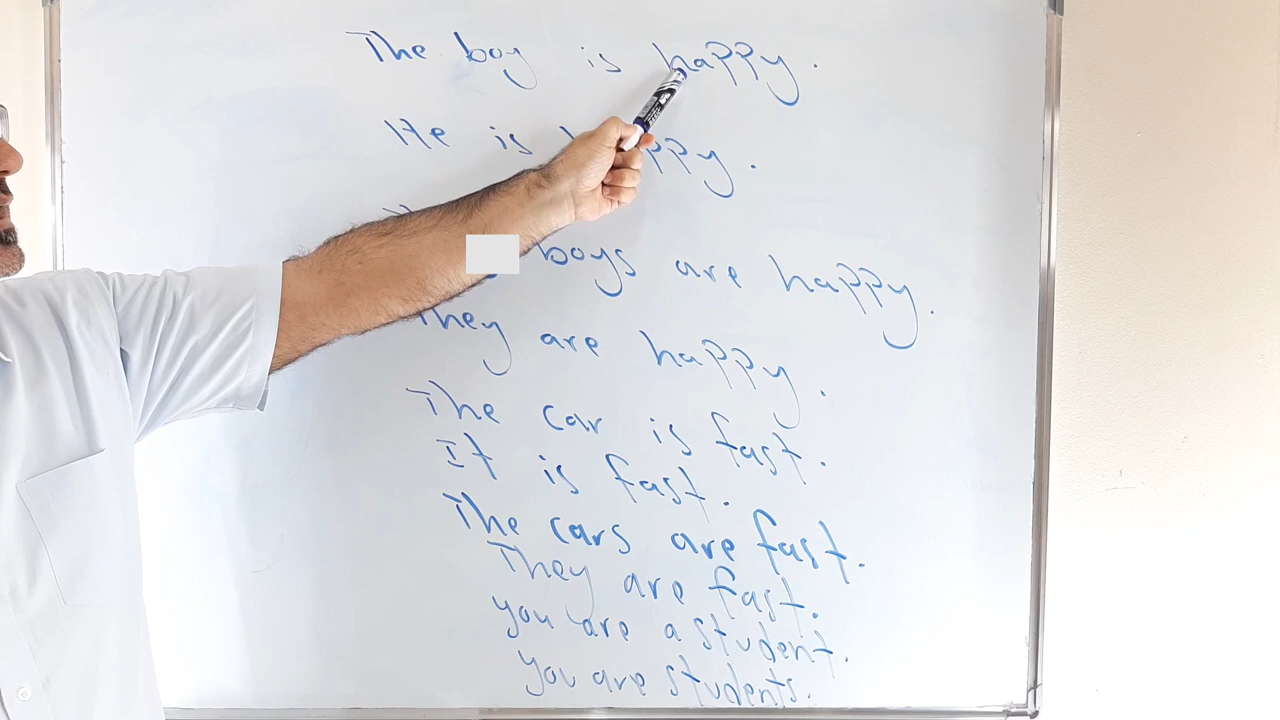 The boy is happy.
He is happy.
boys are happy.
They are happy.
The car is fast.
It is fast.
The cars are fast.
They are fast.
you are a student.
you are students.